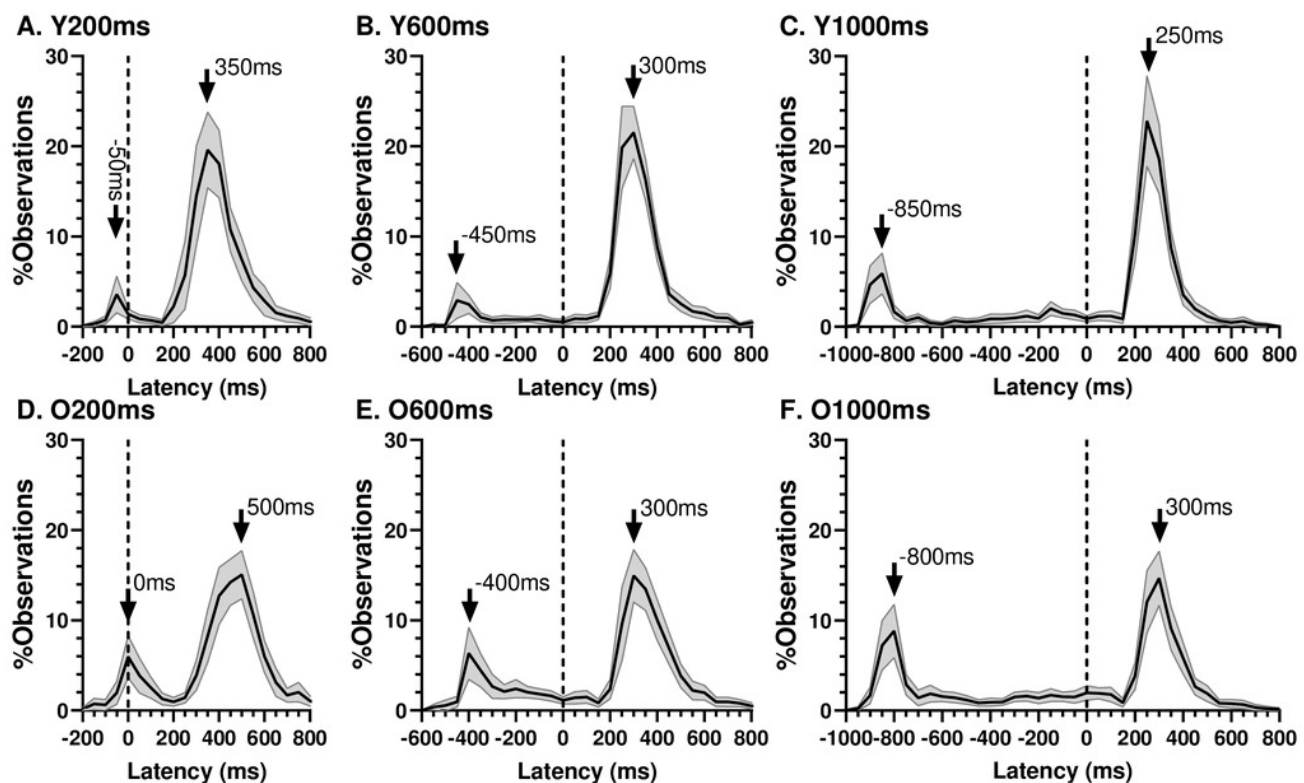 A. Y200ms
B. Y600ms
C. Y1000ms
350ms
-50ms
300ms
-450ms
250ms
-850ms
%Observations
%Observations
%Observations
30
20
10
0
30
20
10
0
30
20
10
0
-200 0 200 400 600 800
-600 -400 -200 0 200 400 600 800
-1000 -800 -600 -400 -200 0 200 400 600 800
Latency (ms)
Latency (ms)
Latency (ms)
D. O200ms
E. O600ms
F. O1000ms
500ms
0ms
300ms
-400ms
300ms
-800ms
%Observations
%Observations
%Observations
30
20
10
0
30
20
10
0
30
20
10
0
-200 0 200 400 600 800
-600 -400 -200 0 200 400 600 800
-1000 -800 -600 -400 -200 0 200 400 600 800
Latency (ms)
Latency (ms)
Latency (ms)